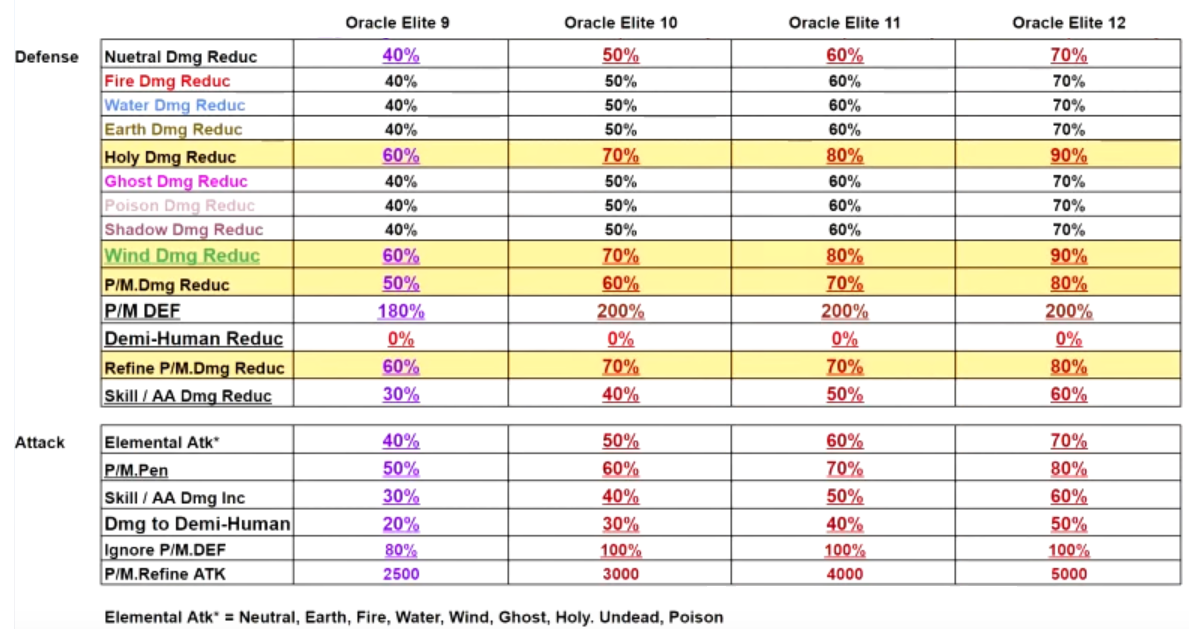 Oracle Elite 9 Oracle Elite 10 Oracle Elite 11 Oracle Elite 12
Defense Nuetral Dmg Reduc 40% 50% 60% 70%
Fire Dmg Reduc 40% 50% 60% 70%
Water Dmg Reduc 40% 50% 60% 70%
Earth Dmg Reduc 40% 50% 60% 70%
Holy Dmg Reduc 60% 70% 80% 90%
Ghost Dmg Reduc 40% 50% 60% 70%
Poison Dmg Reduc 40% 50% 60% 70%
Shadow Dmg Reduc 40% 50% 60% 70%
Wind Dmg Reduc 60% 70% 80% 90%
P/M.Dmg Reduc 50% 60% 70% 80%
P/M DEF 180% 200% 200% 200%
Demi-Human Reduc 0% 0% 0% 0%
Refine P/M.Dmg Reduc 60% 70% 70% 80%
Skill / AA Dmg Reduc 30% 40% 50% 60%
Attack Elemental Atk* 40% 50% 60% 70%
P/M.Pen 50% 60% 70% 80%
Skill / AA Dmg Inc 30% 40% 50% 60%
Dmg to Demi-Human 20% 30% 40% 50%
Ignore P/M.DEF 80% 100% 100% 100%
P/M.Refine ATK 2500 3000 4000 5000
Elemental Atk* = Neutral, Earth, Fire, Water, Wind, Ghost, Holy. Undead, Poison